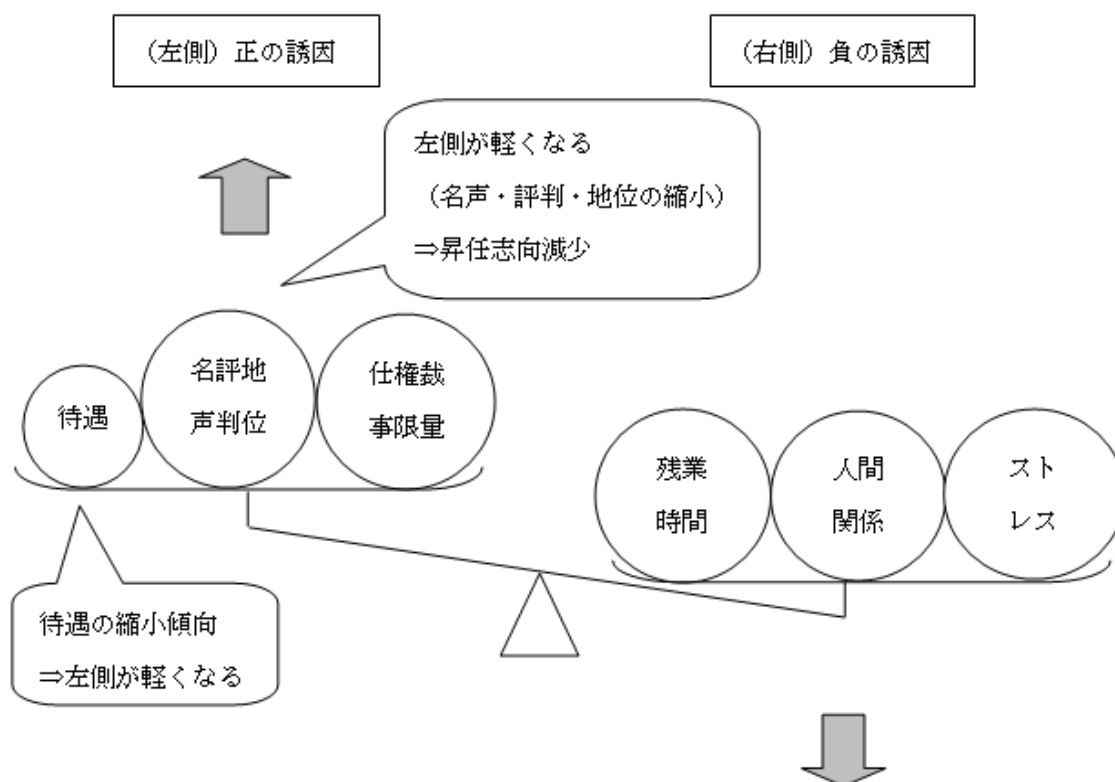 （左側）正の誘因
（右側）負の誘因
左側が軽くなる
（名声・評判・地位の縮小）
⇒昇任志向減少
待遇
名評地
声判位
仕権裁
事限量
残業
時間
人間
関係
スト
レス
待遇の縮小傾向
⇒左側が軽くなる